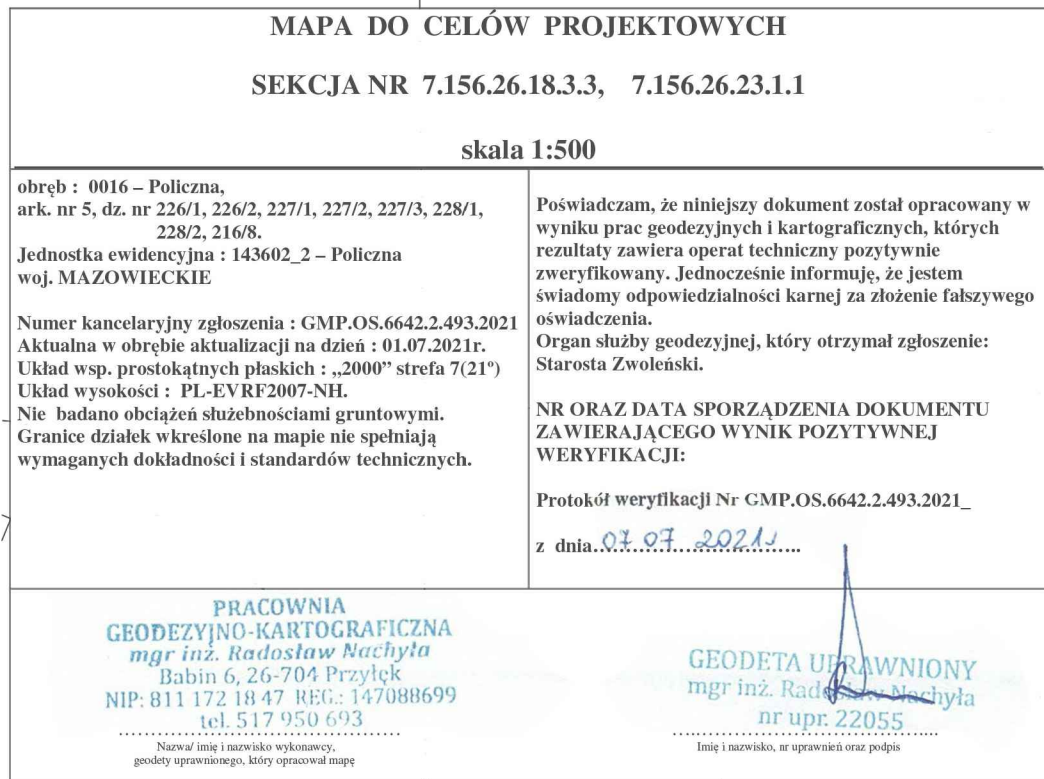 MAPA DO CELÓW PROJEKTOWYCH
SEKCJA NR 7.156.26.18.3.3, 7.156.26.23.1.1
skala 1:500
obręb : 0016 – Policzna,
ark. nr 5, dz. nr 226/1, 226/2, 227/1, 227/2, 227/3, 228/1,
228/2, 216/8.
Jednostka ewidencyjna : 143602_2 – Policzna
woj. MAZOWIECKIE
Numer kancelaryjny zgłoszenia : GMP.OS.6642.2.493.2021
Aktualna w obrębie aktualizacji na dzień : 01.07.2021r.
Układ wsp. prostokątnych płaskich : „2000” strefa 7(21º)
Układ wysokości : PL-EVRF2007-NH.
Nie badano obciążeń służebnościami gruntowymi.
Granice działek wkreślone na mapie nie spełniają
wymaganych dokładności i standardów technicznych.
Poświadczam, że niniejszy dokument został opracowany w
wyniku prac geodezyjnych i kartograficznych, których
rezultaty zawiera operat techniczny pozytywnie
zweryfikowany. Jednocześnie informuję, że jestem
świadomy odpowiedzialności karnej za złożenie fałszywego
oświadczenia.
Organ służby geodezyjnej, który otrzymał zgłoszenie:
Starosta Zwoleński.
NR ORAZ DATA SPORZĄDZENIA DOKUMENTU
ZAWIERAJĄCEGO WYNIK POZYTYWNEJ
WERYFIKACJI:
Protokół weryfikacji Nr GMP.OS.6642.2.493.2021_
z dnia 07 07 2021r
PRACOWNIA
GEODEZYJNO-KARTOGRAFICZNA
mgr inż. Radosław Nachyła
Babin 6, 26-704 Przyłęk
NIP: 811 172 18 47 REG.: 147088699
tel. 517 950 693
Nazwa/ imię i nazwisko wykonawcy,
geodety uprawnionego, który opracował mapę
GEODETA UPRAWNIONY
mgr inż. Radosław Nachyła
nr upr. 22055
Imię i nazwisko, nr uprawnień oraz podpis